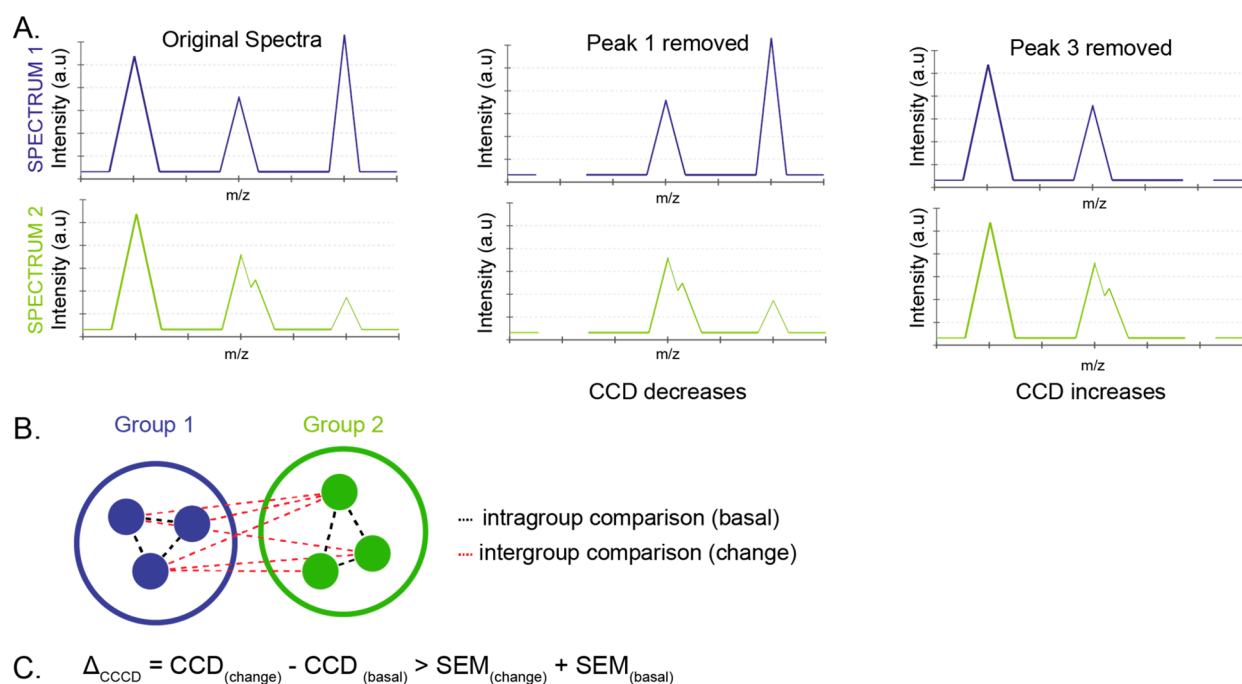 A.
Original Spectra
Peak 1 removed
Peak 3 removed
SPECTRUM 1
Intensity (a.u)
m/z
Intensity (a.u)
m/z
Intensity (a.u)
m/z
SPECTRUM 2
Intensity (a.u)
m/z
Intensity (a.u)
m/z
Intensity (a.u)
m/z
CCD decreases
CCD increases
B.
Group 1
Group 2
intragroup comparison (basal)
intergroup comparison (change)
C.
Δ CCCD = CCD (change) - CCD (basal) > SEM (change) + SEM (basal)